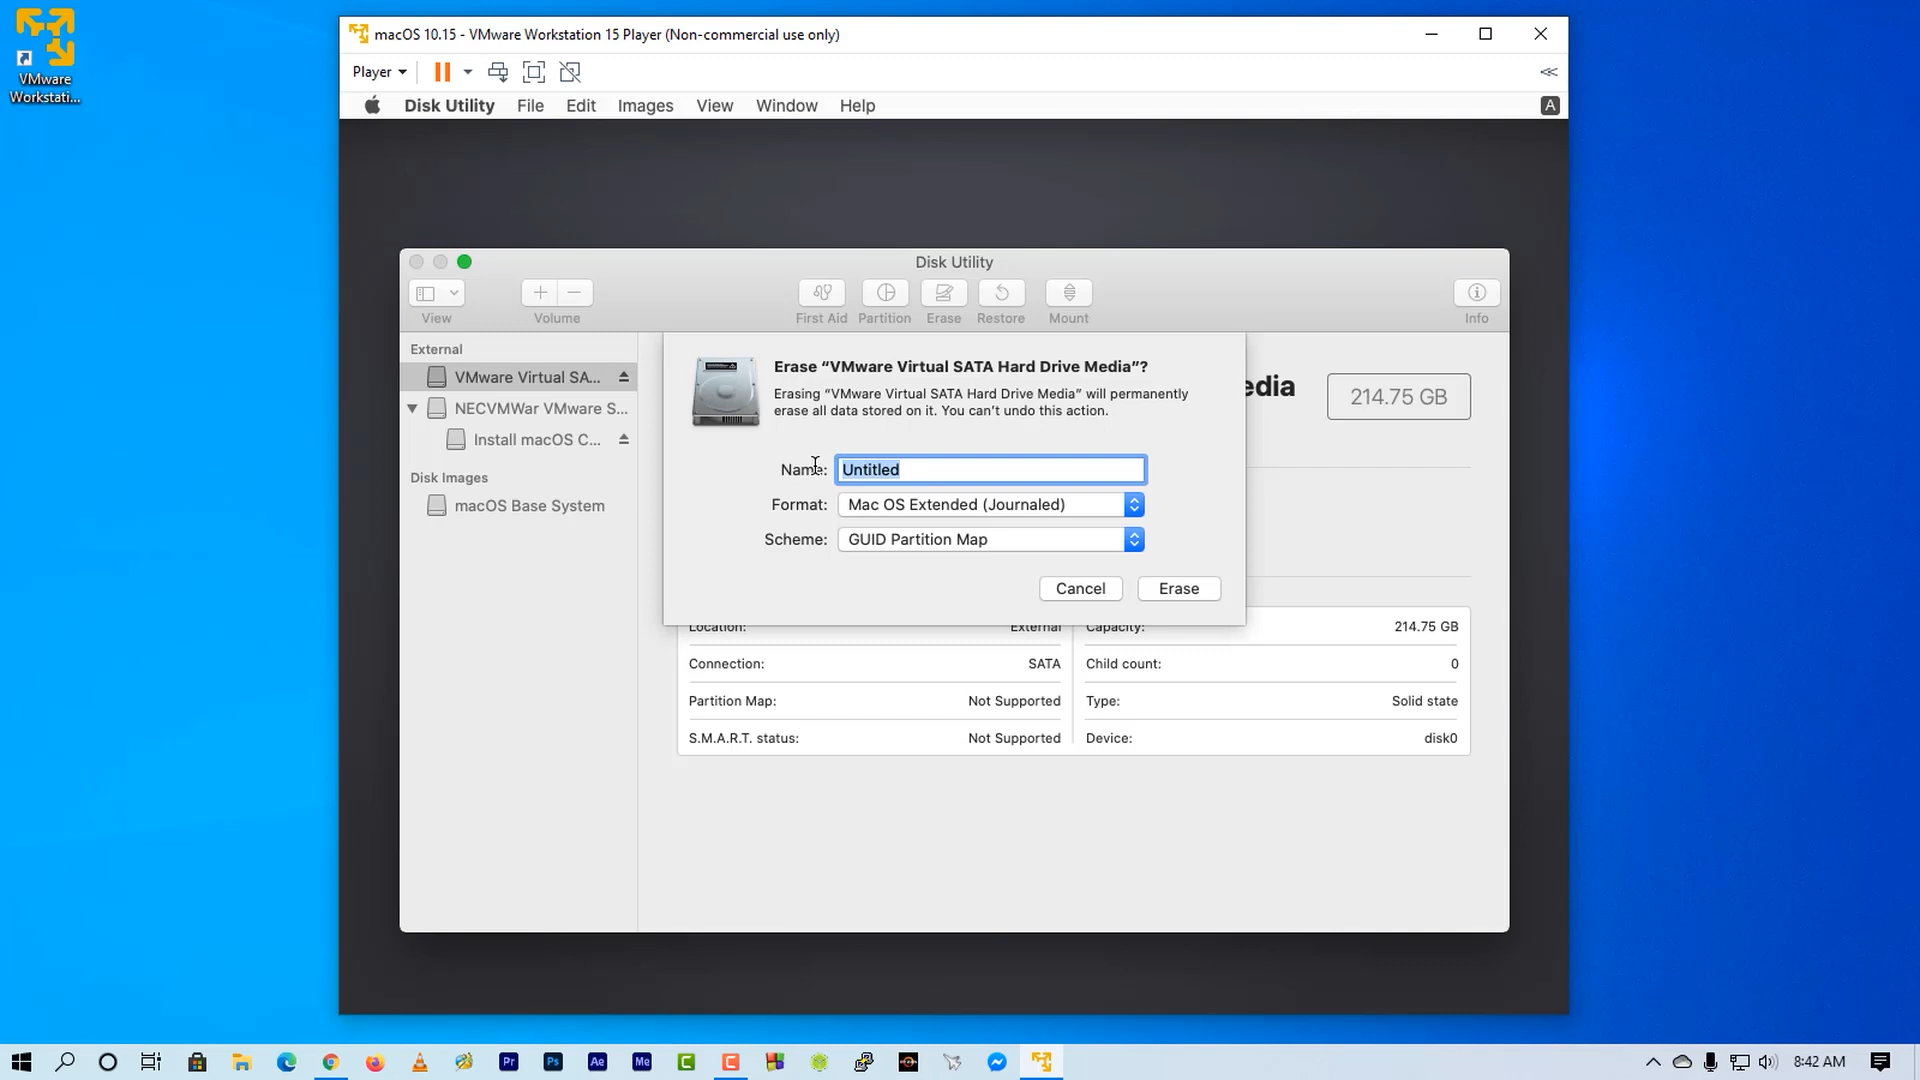 VMware
Workstati...
macOS 10.15 - VMware Workstation 15 Player (Non-commercial use only)
Player
Disk Utility File Edit Images View Window Help A
Disk Utility
View Volume First Aid Partition Erase Restore Mount Info
External
VMware Virtual SA...
NECVMWar VMware S...
Install macOS C...
Disk Images
macOS Base System
edia
214.75 GB
Erase “VMware Virtual SATA Hard Drive Media”?
Erasing “VMware Virtual SATA Hard Drive Media” will permanently
erase all data stored on it. You can’t undo this action.
Name: Untitled
Format: Mac OS Extended (Journaled)
Scheme: GUID Partition Map
Cancel Erase
Location: External Capacity: 214.75 GB
Connection: SATA Child count: 0
Partition Map: Not Supported Type: Solid state
S.M.A.R.T. status: Not Supported Device: disk0
Pr Ps Ae Me C C
8:42 AM